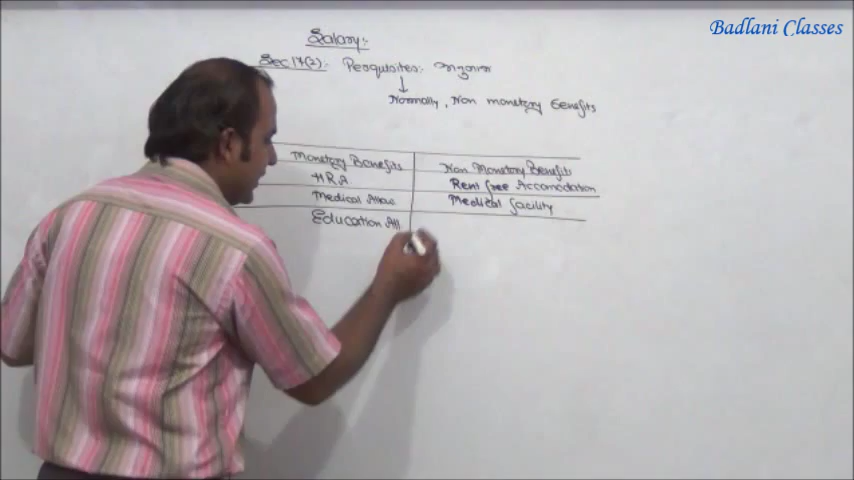 Badlani Classes
Salary:-
Sec 17(2):- Perquisites:-
Normally, Non monetary benefits
Monetary Benefits Non Monetary Benefits
HRA Rent free Accomodation
Medical Allow Medical facility
Education All